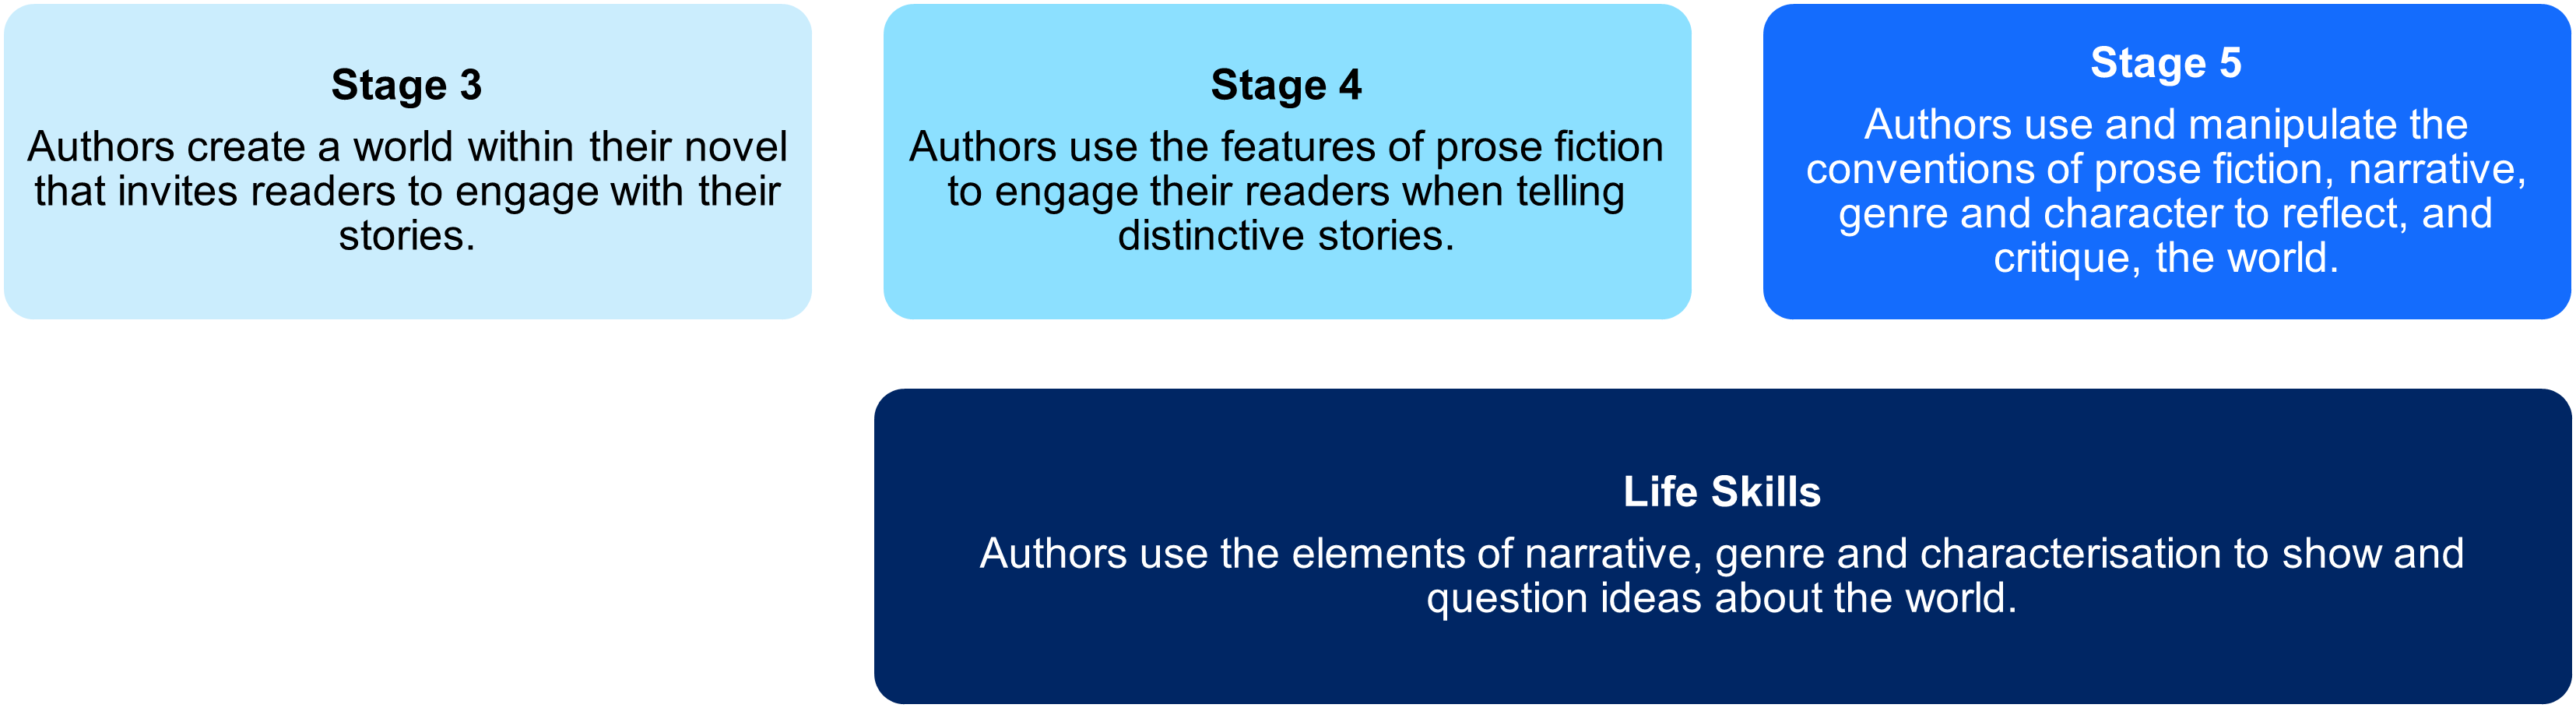 Stage 3
Authors create a world within their novel
that invites readers to engage with their
stories.
Stage 4
Authors use the features of prose fiction
to engage their readers when telling
distinctive stories.
Stage 5
Authors use and manipulate the
conventions of prose fiction, narrative,
genre and character to reflect, and
critique, the world.
Life Skills
Authors use the elements of narrative, genre and characterisation to show and
question ideas about the world.